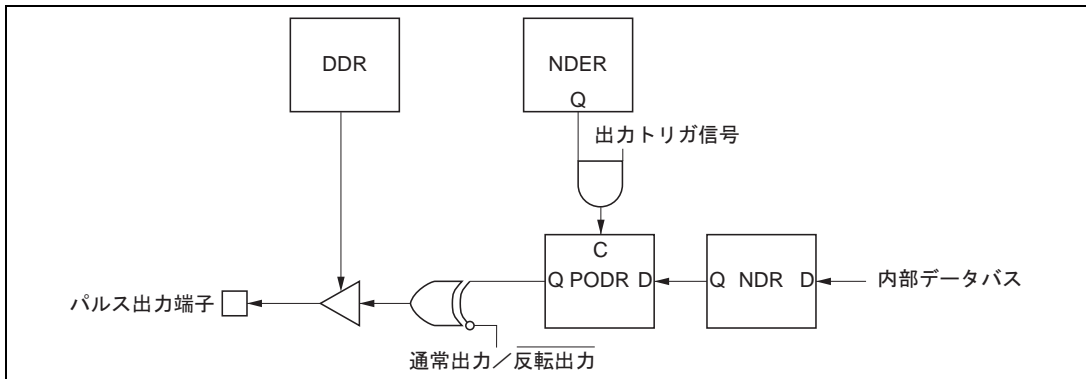 DDR
NDER
Q
出力トリガ信号
C
Q PODR D
Q NDR D
内部データバス
パルス出力端子
通常出力／反転出力